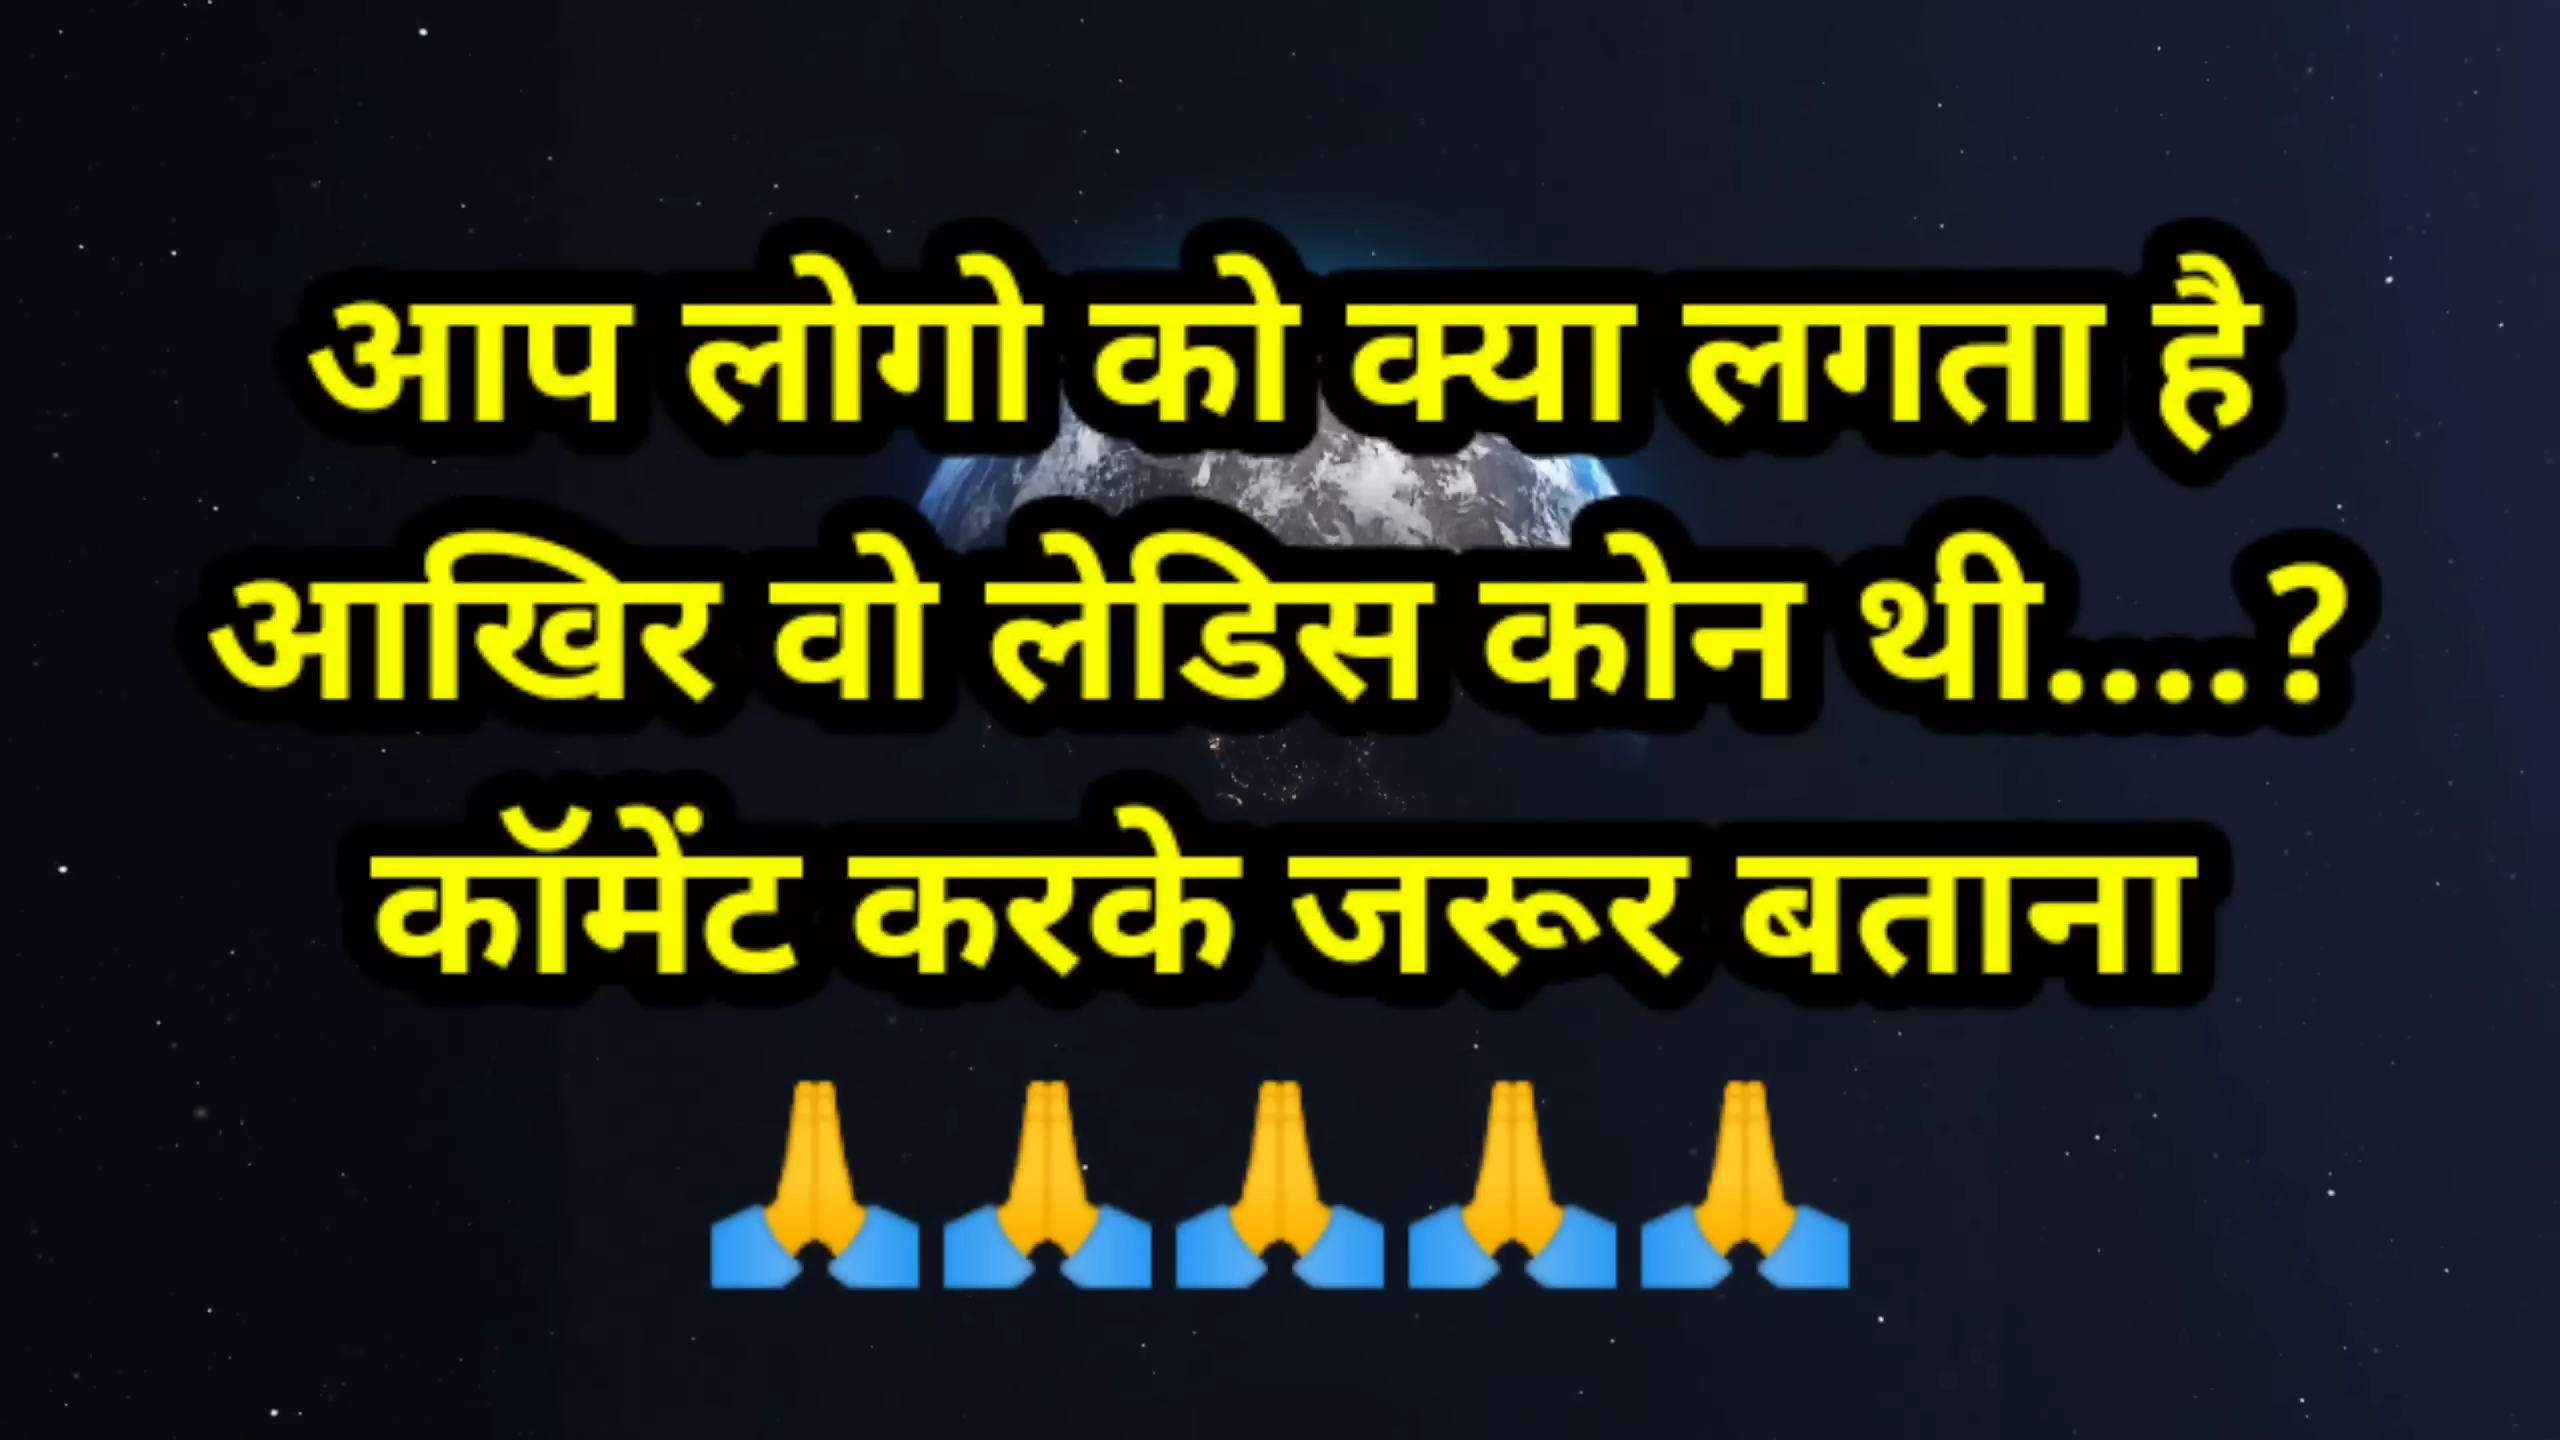 आप लोगो को क्या लगता है
आखिर वो लेडिस कोन थी....?
कॉमेंट करके जरूर बताना
🙏🙏🙏🙏🙏